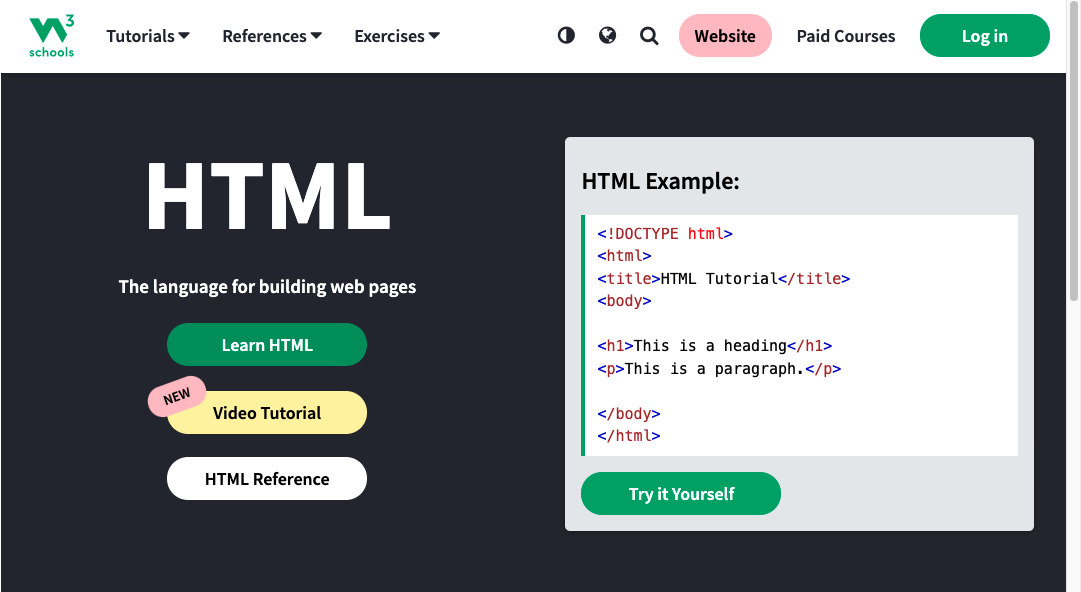 3
schools
Tutorials References Exercises Website Paid Courses Log in
HTML
The language for building web pages
Learn HTML
NEW
Video Tutorial
HTML Reference
HTML Example:
<!DOCTYPE html>
<html>
<title>HTML Tutorial</title>
<body>
<h1>This is a heading</h1>
<p>This is a paragraph.</p>
</body>
</html>
Try it Yourself